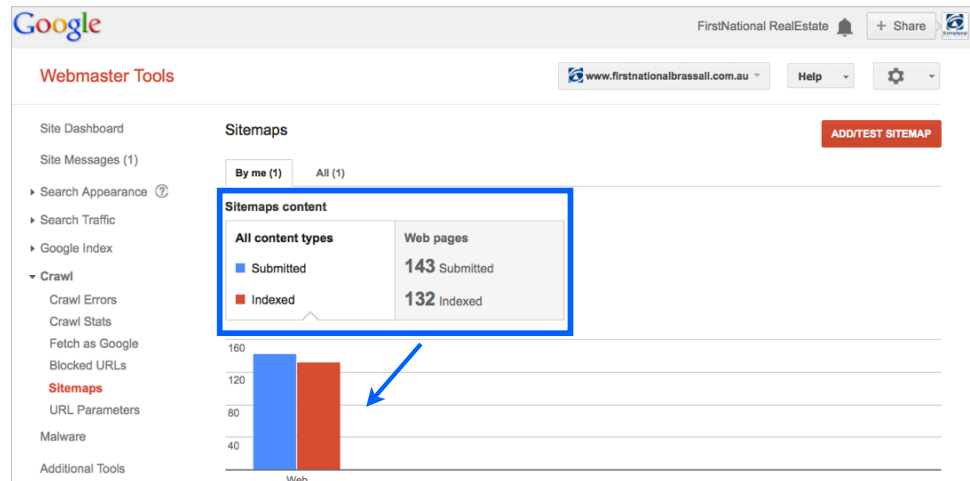 Google
FirstNational RealEstate
+ Share
Webmaster Tools
www.firstnationalbrassall.com.au
Help
Site Dashboard
Site Messages (1)
Search Appearance ?
Search Traffic
Google Index
Crawl
Crawl Errors
Crawl Stats
Fetch as Google
Blocked URLs
Sitemaps
URL Parameters
Malware
Additional Tools
Sitemaps
ADD/TEST SITEMAP
By me (1)
All (1)
Sitemaps content
All content types
Submitted
Indexed
Web pages
143 Submitted
132 Indexed
160
120
80
40
Web